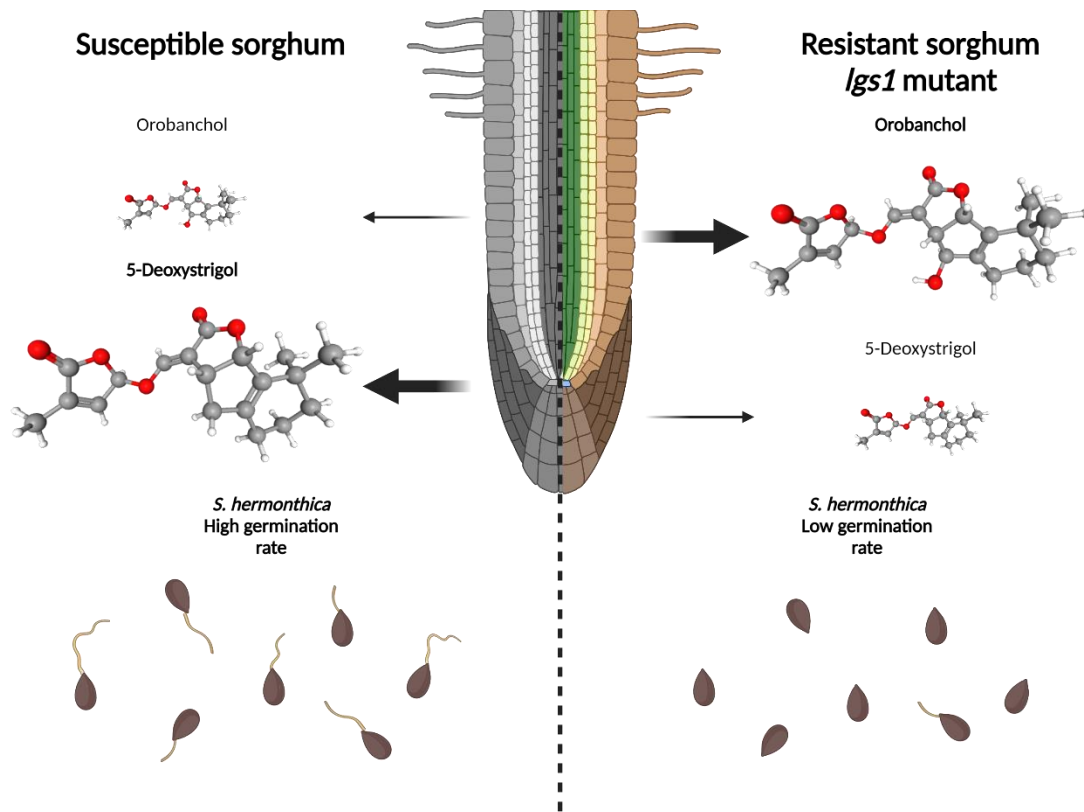 Susceptible sorghum
Orobanchol
5-Deoxystrigol
S. hermonthica
High germination
rate
Resistant sorghum
lgs1 mutant
Orobanchol
5-Deoxystrigol
S. hermonthica
Low germination
rate